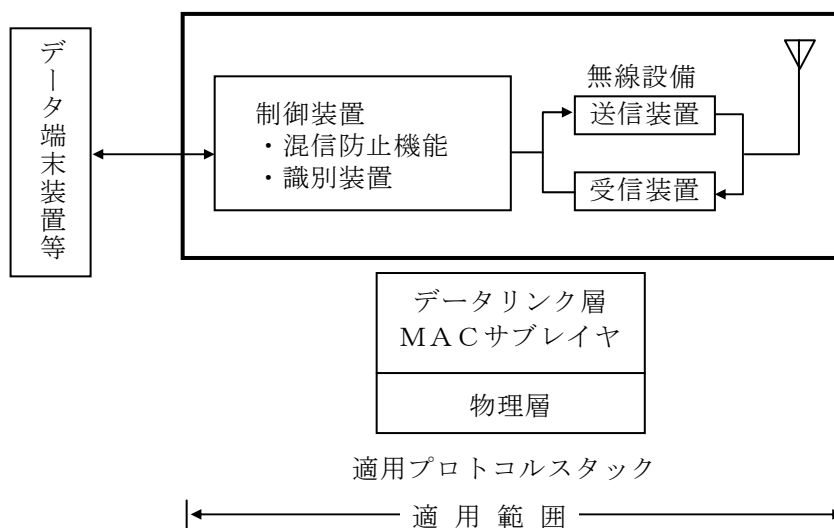 データ端末装置等
制御装置
・混信防止機能
・識別装置
無線設備
送信装置
受信装置
データリンク層
ＭＡＣサブレイヤ
物理層
適用プロトコルスタック
適 用 範 囲